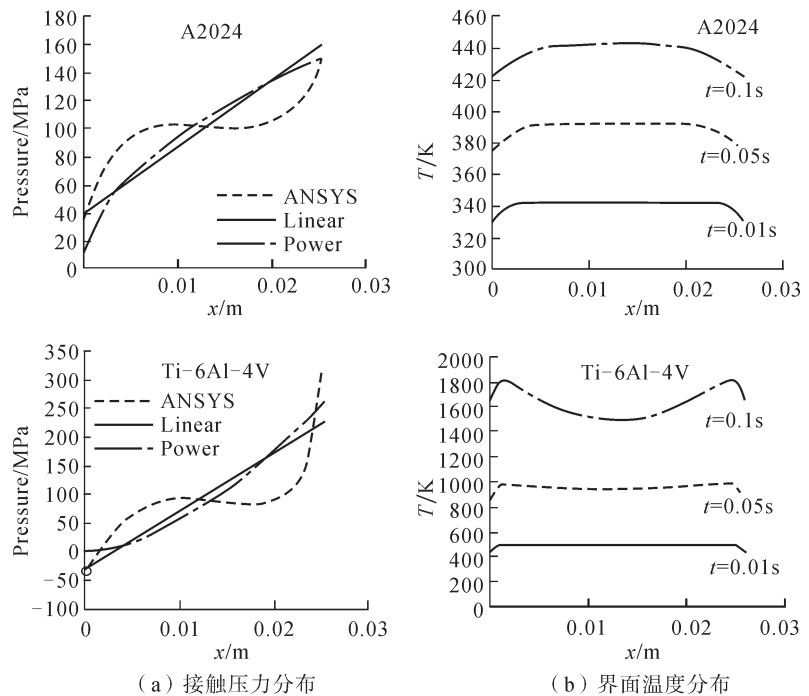 A2024
Pressure/MPa
180
160
140
120
100
80
60
40
20
0
ANSYS
Linear
Power
0.01
0.02
0.03
x/m
A2024
T/K
460
440
420
400
380
360
340
320
300
t=0.1s
t=0.05s
t=0.01s
0.01
0.02
0.03
x/m
Ti-6Al-4V
Pressure/MPa
350
300
250
200
150
100
50
0
-50
-100
ANSYS
Linear
Power
0
0.01
0.02
0.03
x/m
(a) 接触压力分布
Ti-6Al-4V
T/K
2000
1800
1600
1400
1200
1000
800
600
400
200
0
t=0.1s
t=0.05s
t=0.01s
0.01
0.02
0.03
x/m
(b) 界面温度分布